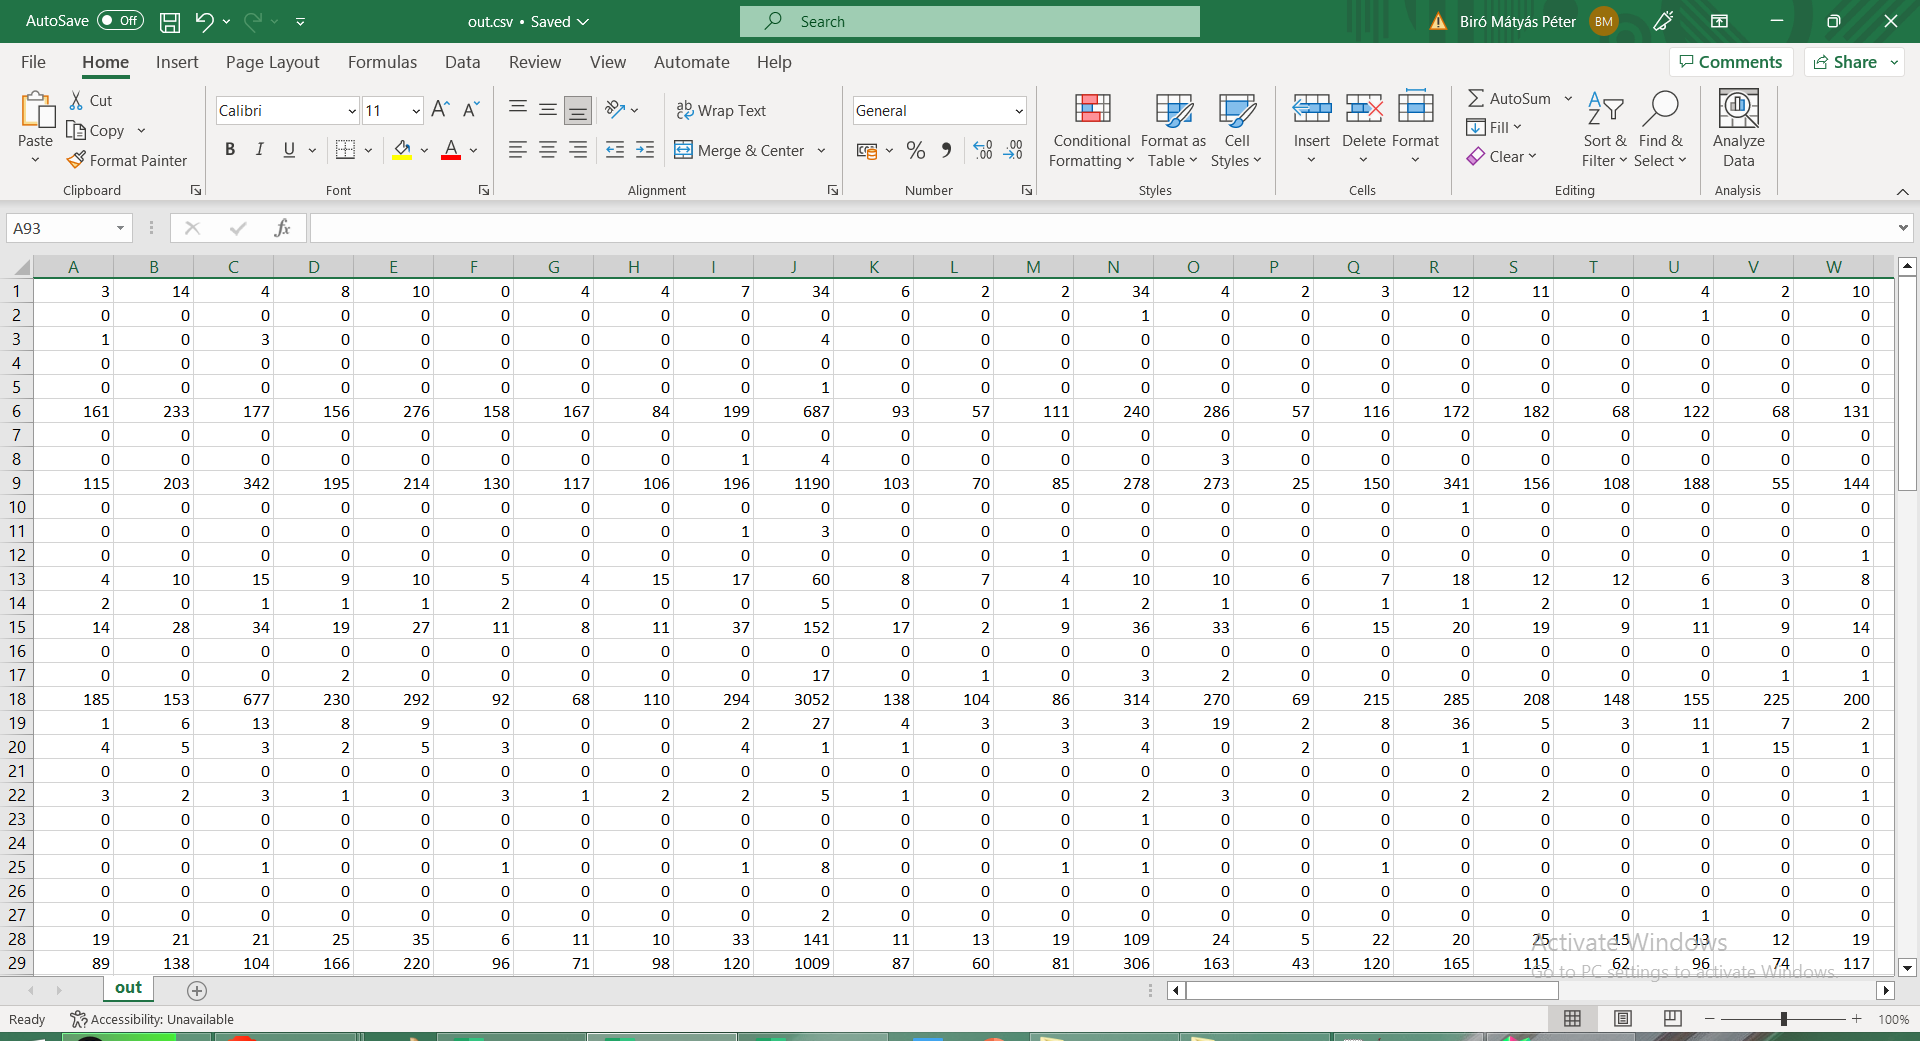 AutoSave Off out.csv • Saved Search Biró Mátyás Péter BM
File Home Insert Page Layout Formulas Data Review View Automate Help Comments Share
Paste
Cut
Copy
Format Painter
Clipboard
Calibri 11
B I U A
Font
ab Wrap Text
Merge & Center
Alignment
General
% 9 .00
Number
Conditional Formatting
Format as Table
Cell Styles
Styles
Insert Delete Format
Cells
AutoSum
Fill
Clear
Sort & Filter
Find & Select
Editing
Analyze Data
Analysis
A93 fx
A B C D E F G H I J K L M N O P Q R S T U V W
1 3 14 4 8 10 0 4 4 7 34 6 2 2 34 4 2 3 12 11 0 4 2 10
2 0 0 0 0 0 0 0 0 0 0 0 0 0 1 0 0 0 0 0 0 1 0 0
3 1 0 3 0 0 0 0 0 0 4 0 0 0 0 0 0 0 0 0 0 0 0 0
4 0 0 0 0 0 0 0 0 0 0 0 0 0 0 0 0 0 0 0 0 0 0 0
5 0 0 0 0 0 0 0 0 0 1 0 0 0 0 0 0 0 0 0 0 0 0 0
6 161 233 177 156 276 158 167 84 199 687 93 57 111 240 286 57 116 172 182 68 122 68 131
7 0 0 0 0 0 0 0 0 0 0 0 0 0 0 0 0 0 0 0 0 0 0 0
8 0 0 0 0 0 0 0 0 1 4 0 0 0 0 3 0 0 0 0 0 0 0 0
9 115 203 342 195 214 130 117 106 196 1190 103 70 85 278 273 25 150 341 156 108 188 55 144
10 0 0 0 0 0 0 0 0 0 0 0 0 0 0 0 0 0 1 0 0 0 0 0
11 0 0 0 0 0 0 0 0 1 3 0 0 0 0 0 0 0 0 0 0 0 0 0
12 0 0 0 0 0 0 0 0 0 0 0 0 1 0 0 0 0 0 0 0 0 0 1
13 4 10 15 9 10 5 4 15 17 60 8 7 4 10 10 6 7 18 12 12 6 3 8
14 2 0 1 1 1 2 0 0 0 5 0 0 1 2 1 0 1 1 2 0 1 0 0
15 14 28 34 19 27 11 8 11 37 152 17 2 9 36 33 6 15 20 19 9 11 9 14
16 0 0 0 0 0 0 0 0 0 0 0 0 0 0 0 0 0 0 0 0 0 0 0
17 0 0 0 2 0 0 0 0 0 17 0 1 0 3 2 0 0 0 0 0 0 1 1
18 185 153 677 230 292 92 68 110 294 3052 138 104 86 314 270 69 215 285 208 148 155 225 200
19 1 6 13 8 9 0 0 0 2 27 4 3 3 3 19 2 8 36 5 3 11 7 2
20 4 5 3 2 5 3 0 0 4 1 1 0 3 4 0 2 0 1 0 0 1 15 1
21 0 0 0 0 0 0 0 0 0 0 0 0 0 0 0 0 0 0 0 0 0 0 0
22 3 2 3 1 0 3 1 2 2 5 1 0 0 2 3 0 0 2 2 0 0 0 1
23 0 0 0 0 0 0 0 0 0 0 0 0 0 1 0 0 0 0 0 0 0 0 0
24 0 0 0 0 0 0 0 0 0 0 0 0 0 0 0 0 0 0 0 0 0 0 0
25 0 0 1 0 0 1 0 0 1 8 0 0 1 1 0 0 1 0 0 0 0 0 0
26 0 0 0 0 0 0 0 0 0 0 0 0 0 0 0 0 0 0 0 0 0 0 0
27 0 0 0 0 0 0 0 0 0 2 0 0 0 0 0 0 0 0 0 0 1 0 0
28 19 21 21 25 35 6 11 10 33 141 11 13 19 109 24 5 22 20 25 15 13 12 19
29 89 138 104 166 220 96 71 98 120 1009 87 60 81 306 163 43 120 165 115 62 96 74 117
Activate Windows
Go to PC settings to activate Windows.
out
Ready Accessibility: Unavailable 100%